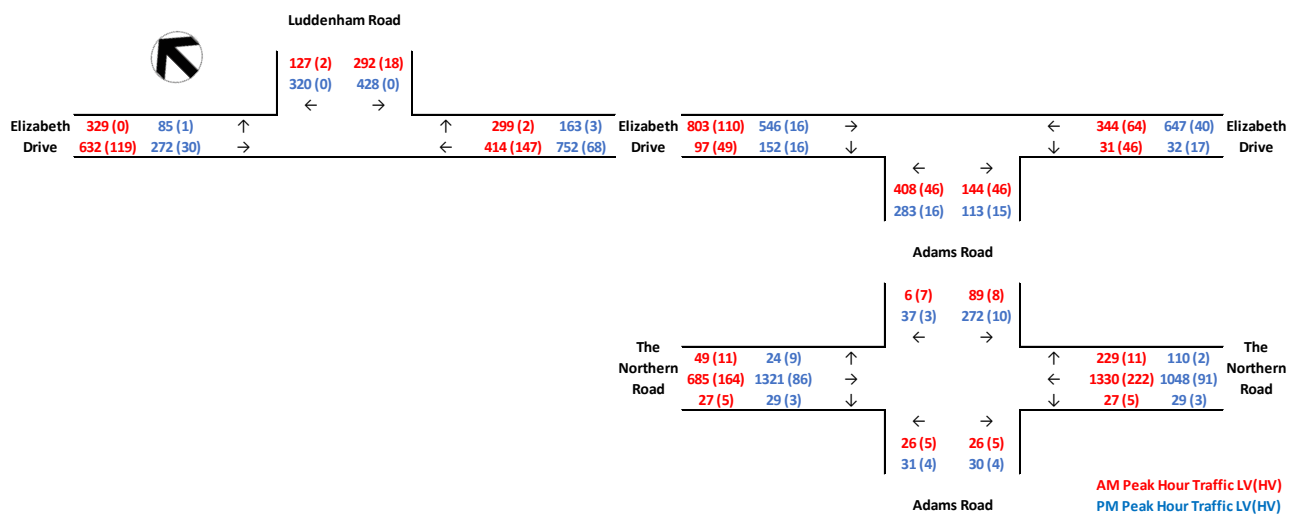 Luddenham Road
127 (2) 292 (18)
320 (0) 428 (0)
← →
Elizabeth 329 (0) 85 (1) ↑ ↑ 299 (2) 163 (3) Elizabeth 803 (110) 546 (16) → ← 344 (64) 647 (40) Elizabeth
Drive 632 (119) 272 (30) → ← 414 (147) 752 (68) Drive 97 (49) 152 (16) ↓ ↓ 31 (46) 32 (17) Drive
← →
408 (46) 144 (46)
283 (16) 113 (15)
Adams Road
6 (7) 89 (8)
37 (3) 272 (10)
← →
The 49 (11) 24 (9) ↑ ↑ 229 (11) 110 (2) The
Northern 685 (164) 1321 (86) → ← 1330 (222) 1048 (91) Northern
Road 27 (5) 29 (3) ↓ ↓ 27 (5) 29 (3) Road
← →
26 (5) 26 (5)
31 (4) 30 (4)
Adams Road
AM Peak Hour Traffic LV(HV)
PM Peak Hour Traffic LV(HV)